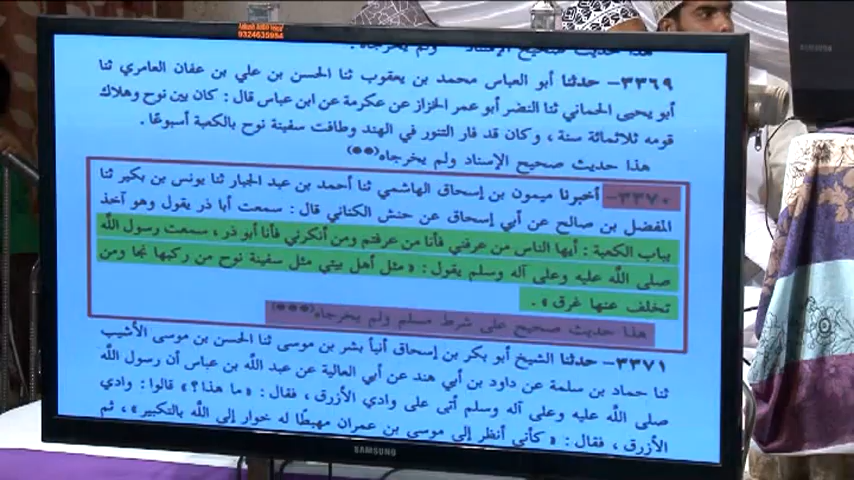 9324635994
هذا حديث صحيح الإسناد ولم يخرجاه.
٣٣٦٩- حدثنا أبو العباس محمد بن يعقوب ثنا الحسن بن علي بن عفان العامري ثنا
أبو يحيى الحماني ثنا النضر أبو عمر الخزاز عن عكرمة عن ابن عباس قال: كان بين نوح وهلاك
قومه ثلاثمائة سنة، وكان قد فار التنور في الهند وطافت سفينة نوح بالكعبة أسبوعًا.
هذا حديث صحيح الإسناد ولم يخرجاه(**)
٣٣٧٠- أخبرنا ميمون بن إسحاق الهاشمي ثنا أحمد بن عبد الجبار ثنا يونس بن بكير ثنا
المفضل بن صالح عن أبي إسحاق عن حنش الكناني قال: سمعت أبا ذر يقول وهو آخذ
بباب الكعبة: أيها الناس من عرفني فأنا من عرفتم ومن أنكرني فأنا أبو ذر، سمعت رسول اللَّه
صلى اللَّه عليه وعلى آله وسلم يقول: «مثل أهل بيتي مثل سفينة نوح من ركبها نجا ومن
تخلف عنها غرق».
هذا حديث صحيح على شرط مسلم ولم يخرجاه(***)
٣٣٧١- حدثنا الشيخ أبو بكر بن إسحاق أنبأ بشر بن موسى ثنا الحسن بن موسى الأشيب
ثنا حماد بن سلمة عن داود بن أبي هند عن أبي العالية عن عبد اللَّه بن عباس أن رسول اللَّه
صلى اللَّه عليه وعلى آله وسلم أتى على وادي الأزرق، فقال: «ما هذا؟» قالوا: وادي
الأزرق، فقال: «كأني أنظر إلى موسى بن عمران مهبطًا له خوار إلى اللَّه بالتكبير»، ثم
SAMSUNG
SAMSUNG